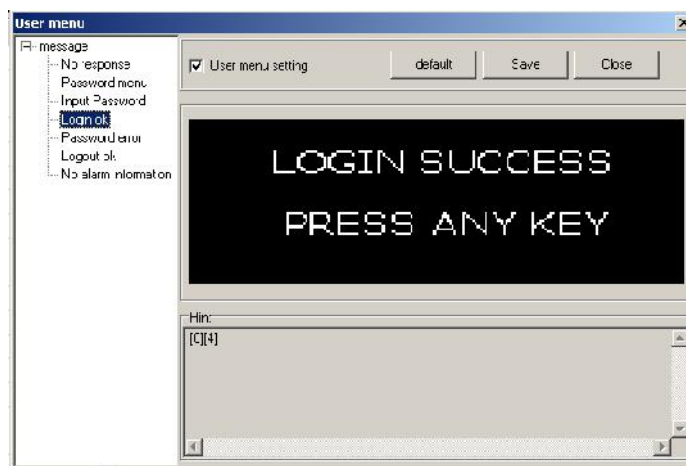 User menu
message
No response
Password menu
Input Password
Login ok
Password error
Logout ok
No alarm information
User menu setting
default
Save
Close
LOGIN SUCCESS
PRESS ANY KEY
Hin:
[C][4]